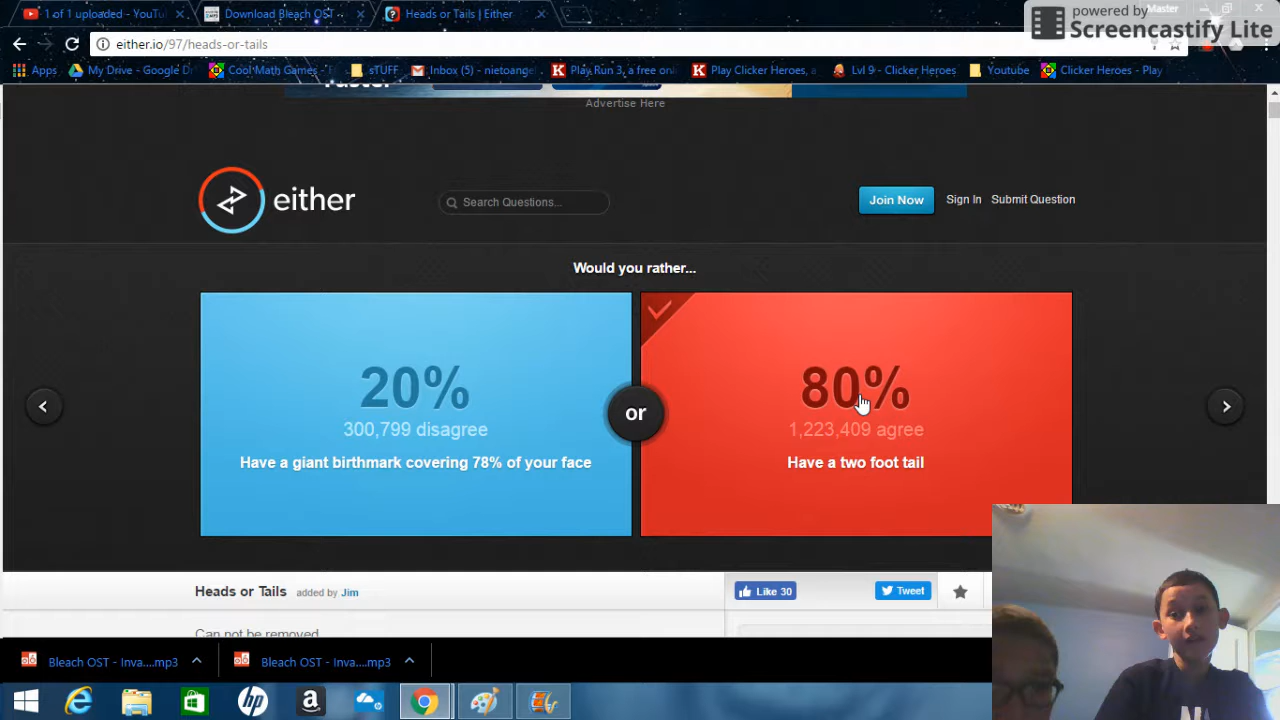 1 of 1 uploaded - YouTu
Download Bleach OST -
Heads or Tails | Either
Master
powered by
Screencastify Lite
either.io/97/heads-or-tails
Apps
My Drive - Google D
Cool Math Games -
sTUFF
Inbox (5) - nietoange
Play Run 3, a free onl
Play Clicker Heroes, a
Lvl 9 - Clicker Heroes
Youtube
Clicker Heroes - Play
Advertise Here
either
Search Questions...
Join Now
Sign In
Submit Question
Would you rather...
20%
300,799 disagree
Have a giant birthmark covering 78% of your face
or
80%
1,223,409 agree
Have a two foot tail
Heads or Tails
added by Jim
Like 30
Tweet
Can not be removed
Bleach OST - Inva....mp3
Bleach OST - Inva....mp3